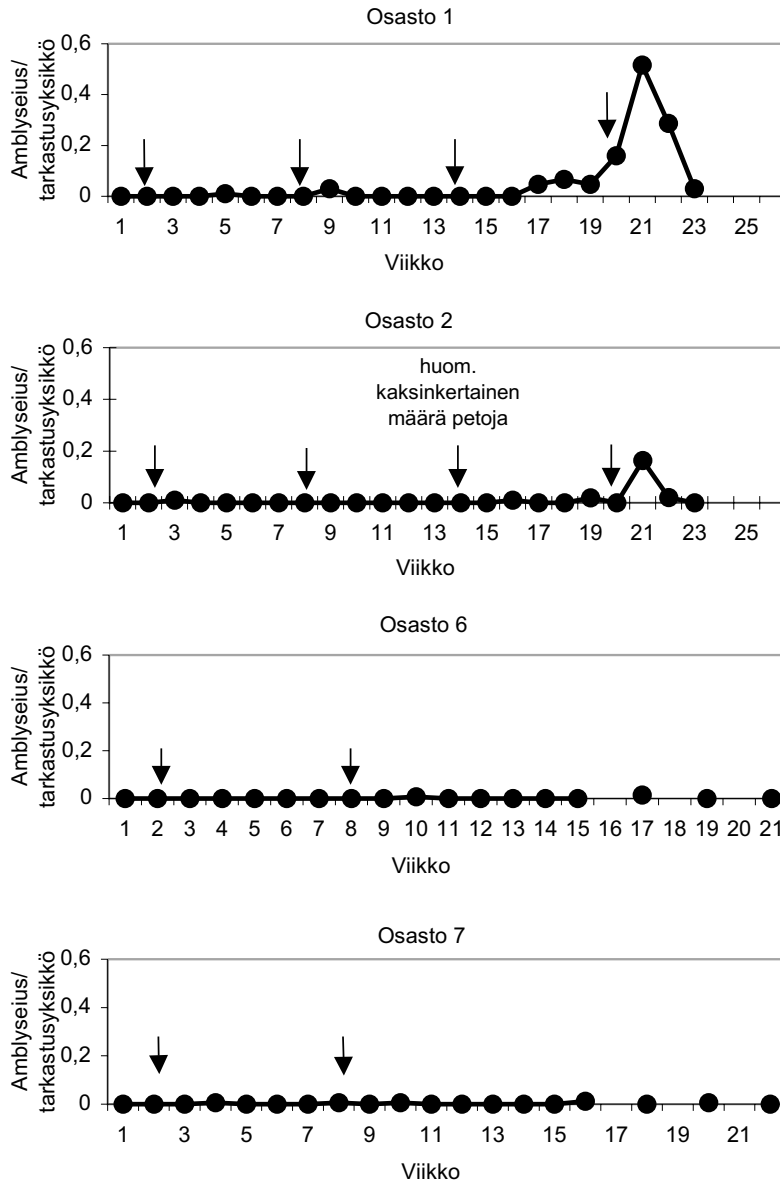 Osasto 1
Amblyseius/
tarkastusyksikkö
0,6
0,4
0,2
0
1 3 5 7 9 11 13 15 17 19 21 23 25
Viikko
Osasto 2
Amblyseius/
tarkastusyksikkö
0,6
0,4
0,2
0
huom.
kaksinkertainen
määrä petoja
1 3 5 7 9 11 13 15 17 19 21 23 25
Viikko
Osasto 6
Amblyseius/
tarkastusyksikkö
0,6
0,4
0,2
0
1 2 3 4 5 6 7 8 9 10 11 12 13 14 15 16 17 18 19 20 21
Viikko
Osasto 7
Amblyseius/
tarkastusyksikkö
0,6
0,4
0,2
0
1 3 5 7 9 11 13 15 17 19 21
Viikko